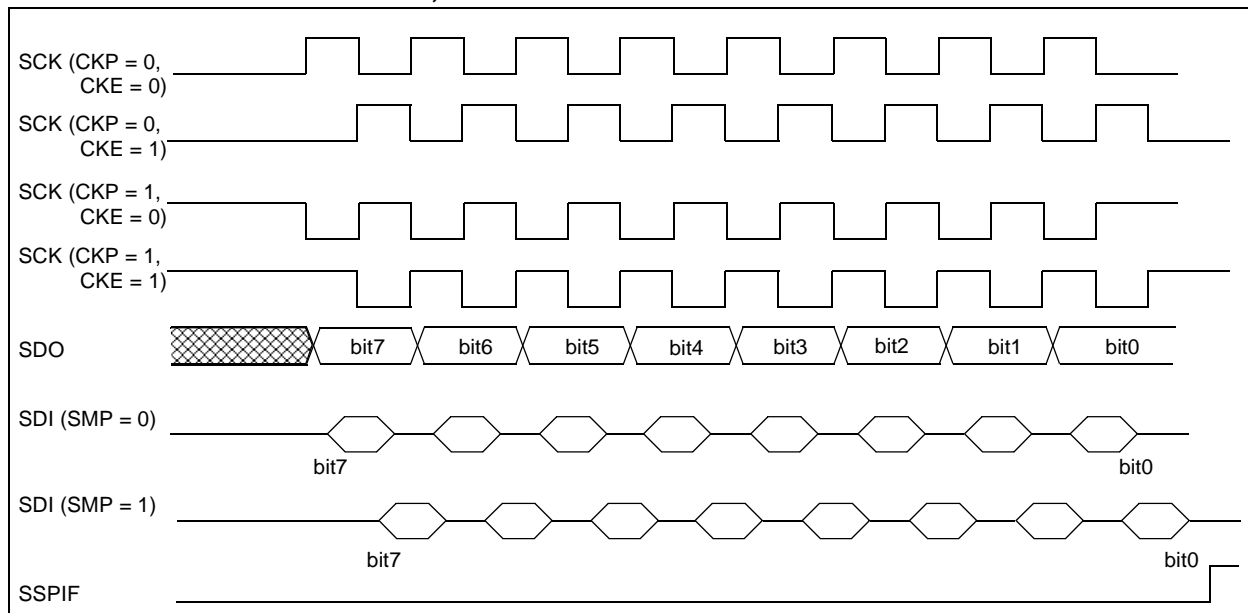 SCK (CKP = 0,
CKE = 0)
SCK (CKP = 0,
CKE = 1)
SCK (CKP = 1,
CKE = 0)
SCK (CKP = 1,
CKE = 1)
SDO bit7 bit6 bit5 bit4 bit3 bit2 bit1 bit0
SDI (SMP = 0)
bit7 bit0
SDI (SMP = 1)
bit7 bit0
SSPIF